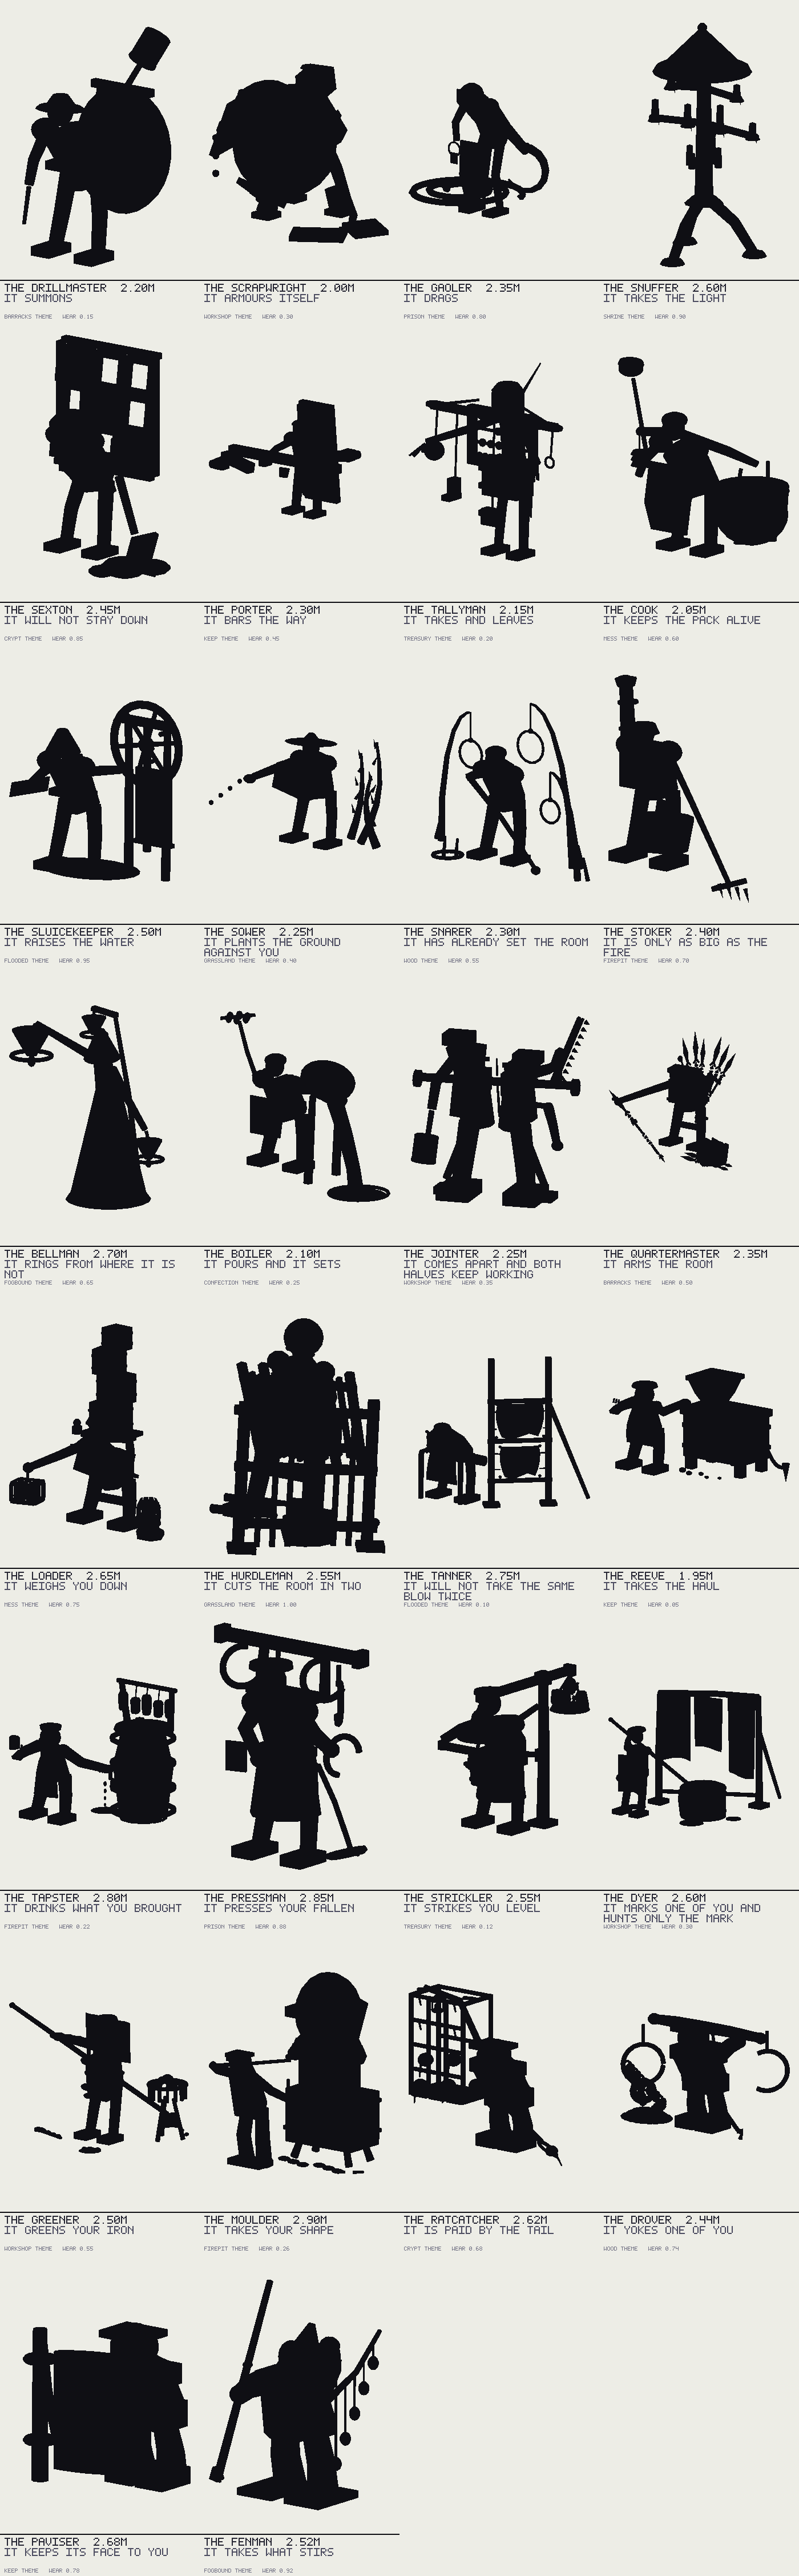 THE DRILLMASTER 2.20M
IT SUMMONS
BARRACKS THEME WEAR 0.15
THE SCRAPWRIGHT 2.00M
IT ARMOURS ITSELF
WORKSHOP THEME WEAR 0.30
THE GAOLER 2.35M
IT DRAGS
PRISON THEME WEAR 0.80
THE SNUFFER 2.60M
IT TAKES THE LIGHT
SHRINE THEME WEAR 0.90
THE SEXTON 2.45M
IT WILL NOT STAY DOWN
CRYPT THEME WEAR 0.85
THE PORTER 2.30M
IT BARS THE WAY
KEEP THEME WEAR 0.45
THE TALLYMAN 2.15M
IT TAKES AND LEAVES
TREASURY THEME WEAR 0.20
THE COOK 2.05M
IT KEEPS THE PACK ALIVE
MESS THEME WEAR 0.60
THE SLUICEKEEPER 2.50M
IT RAISES THE WATER
FLOODED THEME WEAR 0.95
THE SOWER 2.25M
IT PLANTS THE GROUND
AGAINST YOU
GRASSLAND THEME WEAR 0.40
THE SNARER 2.30M
IT HAS ALREADY SET THE ROOM
WOOD THEME WEAR 0.55
THE STOKER 2.40M
IT IS ONLY AS BIG AS THE
FIRE
FIREPIT THEME WEAR 0.70
THE BELLMAN 2.70M
IT RINGS FROM WHERE IT IS
NOT
FOGBOUND THEME WEAR 0.65
THE BOILER 2.10M
IT POURS AND IT SETS
CONFECTION THEME WEAR 0.25
THE JOINTER 2.25M
IT COMES APART AND BOTH
HALVES KEEP WORKING
WORKSHOP THEME WEAR 0.35
THE QUARTERMASTER 2.35M
IT ARMS THE ROOM
BARRACKS THEME WEAR 0.50
THE LOADER 2.65M
IT WEIGHS YOU DOWN
MESS THEME WEAR 0.75
THE HURDLEMAN 2.55M
IT CUTS THE ROOM IN TWO
GRASSLAND THEME WEAR 1.00
THE TANNER 2.75M
IT WILL NOT TAKE THE SAME
BLOW TWICE
FLOODED THEME WEAR 0.10
THE REEVE 1.95M
IT TAKES THE HAUL
KEEP THEME WEAR 0.05
THE TAPSTER 2.80M
IT DRINKS WHAT YOU BROUGHT
FIREPIT THEME WEAR 0.22
THE PRESSMAN 2.85M
IT PRESSES YOUR FALLEN
PRISON THEME WEAR 0.88
THE STRICKLER 2.55M
IT STRIKES YOU LEVEL
TREASURY THEME WEAR 0.12
THE DYER 2.60M
IT MARKS ONE OF YOU AND
HUNTS ONLY THE MARK
WORKSHOP THEME WEAR 0.30
THE GREENER 2.50M
IT GREENS YOUR IRON
WORKSHOP THEME WEAR 0.55
THE MOULDER 2.90M
IT TAKES YOUR SHAPE
FIREPIT THEME WEAR 0.26
THE RATCATCHER 2.62M
IT IS PAID BY THE TAIL
CRYPT THEME WEAR 0.68
THE DROVER 2.44M
IT YOKES ONE OF YOU
WOOD THEME WEAR 0.74
THE PAVISER 2.68M
IT KEEPS ITS FACE TO YOU
KEEP THEME WEAR 0.78
THE FENMAN 2.52M
IT TAKES WHAT STIRS
FOGBOUND THEME WEAR 0.92